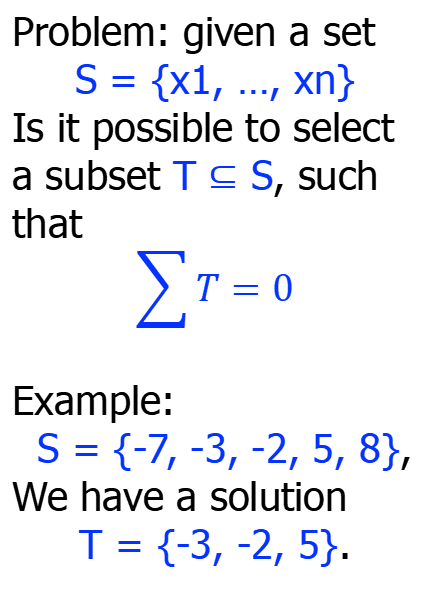 Problem: given a set
S = {x1, ..., xn}
Is it possible to select
a subset T ⊆ S, such
that
∑ T = 0
Example:
S = {-7, -3, -2, 5, 8},
We have a solution
T = {-3, -2, 5}.